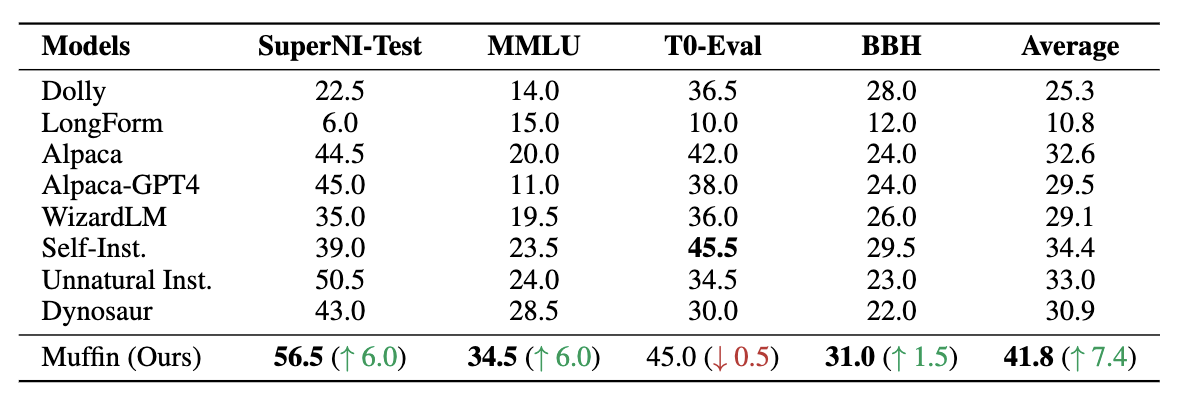 Models SuperNI-Test MMLU T0-Eval BBH Average
Dolly 22.5 14.0 36.5 28.0 25.3
LongForm 6.0 15.0 10.0 12.0 10.8
Alpaca 44.5 20.0 42.0 24.0 32.6
Alpaca-GPT4 45.0 11.0 38.0 24.0 29.5
WizardLM 35.0 19.5 36.0 26.0 29.1
Self-Inst. 39.0 23.5 45.5 29.5 34.4
Unnatural Inst. 50.5 24.0 34.5 23.0 33.0
Dynosaur 43.0 28.5 30.0 22.0 30.9
Muffin (Ours) 56.5 (↑ 6.0) 34.5 (↑ 6.0) 45.0 (↓ 0.5) 31.0 (↑ 1.5) 41.8 (↑ 7.4)